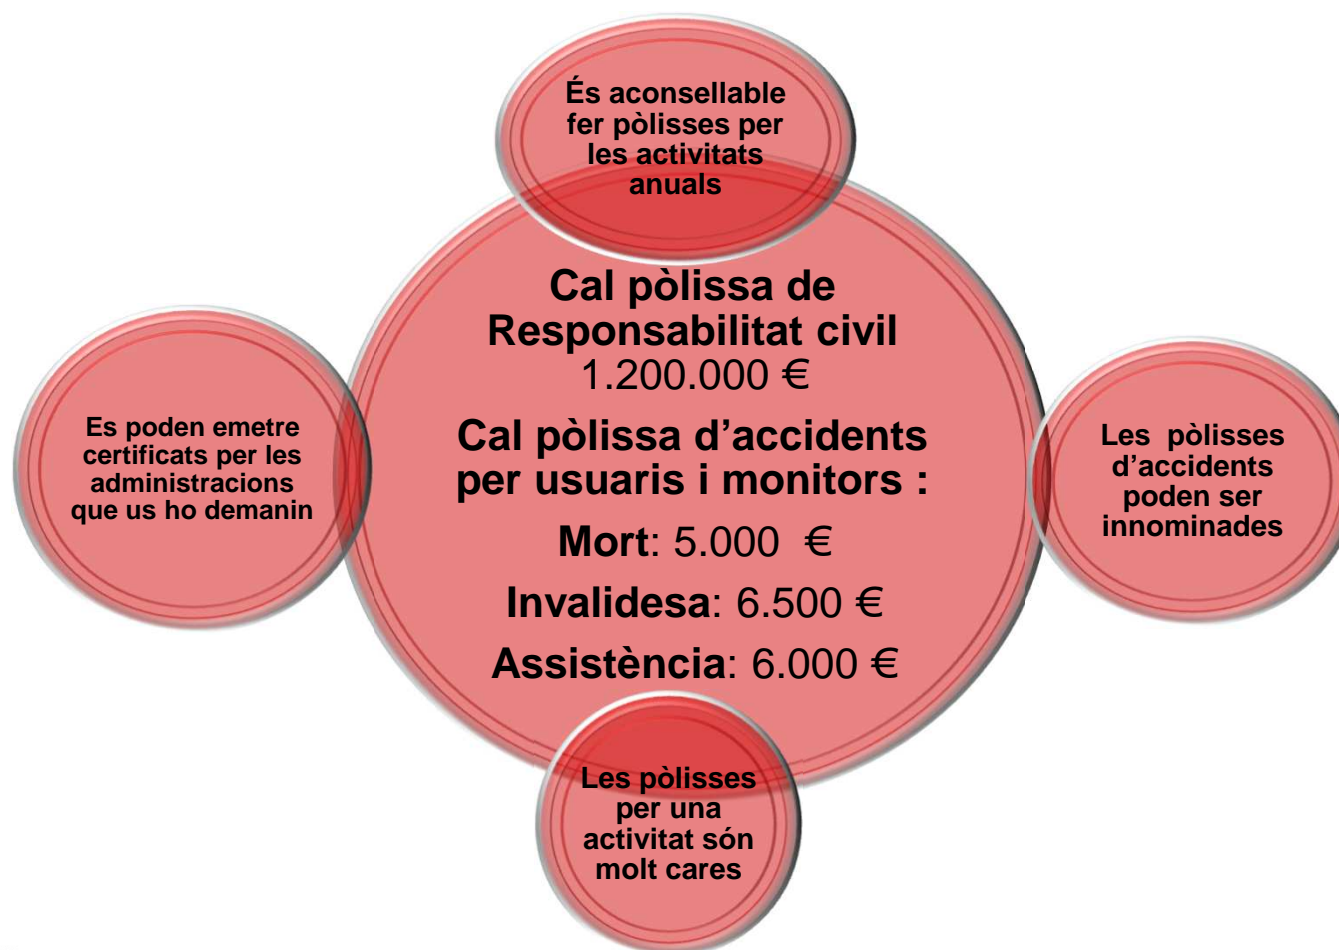 És aconsellable
fer pòlisses per
les activitats
anuals
Cal pòlissa de
Responsabilitat civil
1.200.000 €
Cal pòlissa d’accidents
per usuaris i monitors :
Mort: 5.000 €
Invalidesa: 6.500 €
Assistència: 6.000 €
Es poden emetre
certificats per les
administracions
que us ho demanin
Les pòlisses
d’accidents
poden ser
innominades
Les pòlisses
per una
activitat són
molt cares